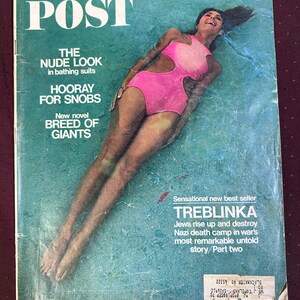 POST
THE
NUDE LOOK
in bathing suits
HOORAY
FOR SNOBS
New novel
BREED OF
GIANTS
Sensational new best seller
TREBLINKA
Jews rise up and destroy
Nazi death camp in war's
most remarkable untold
story/Part two